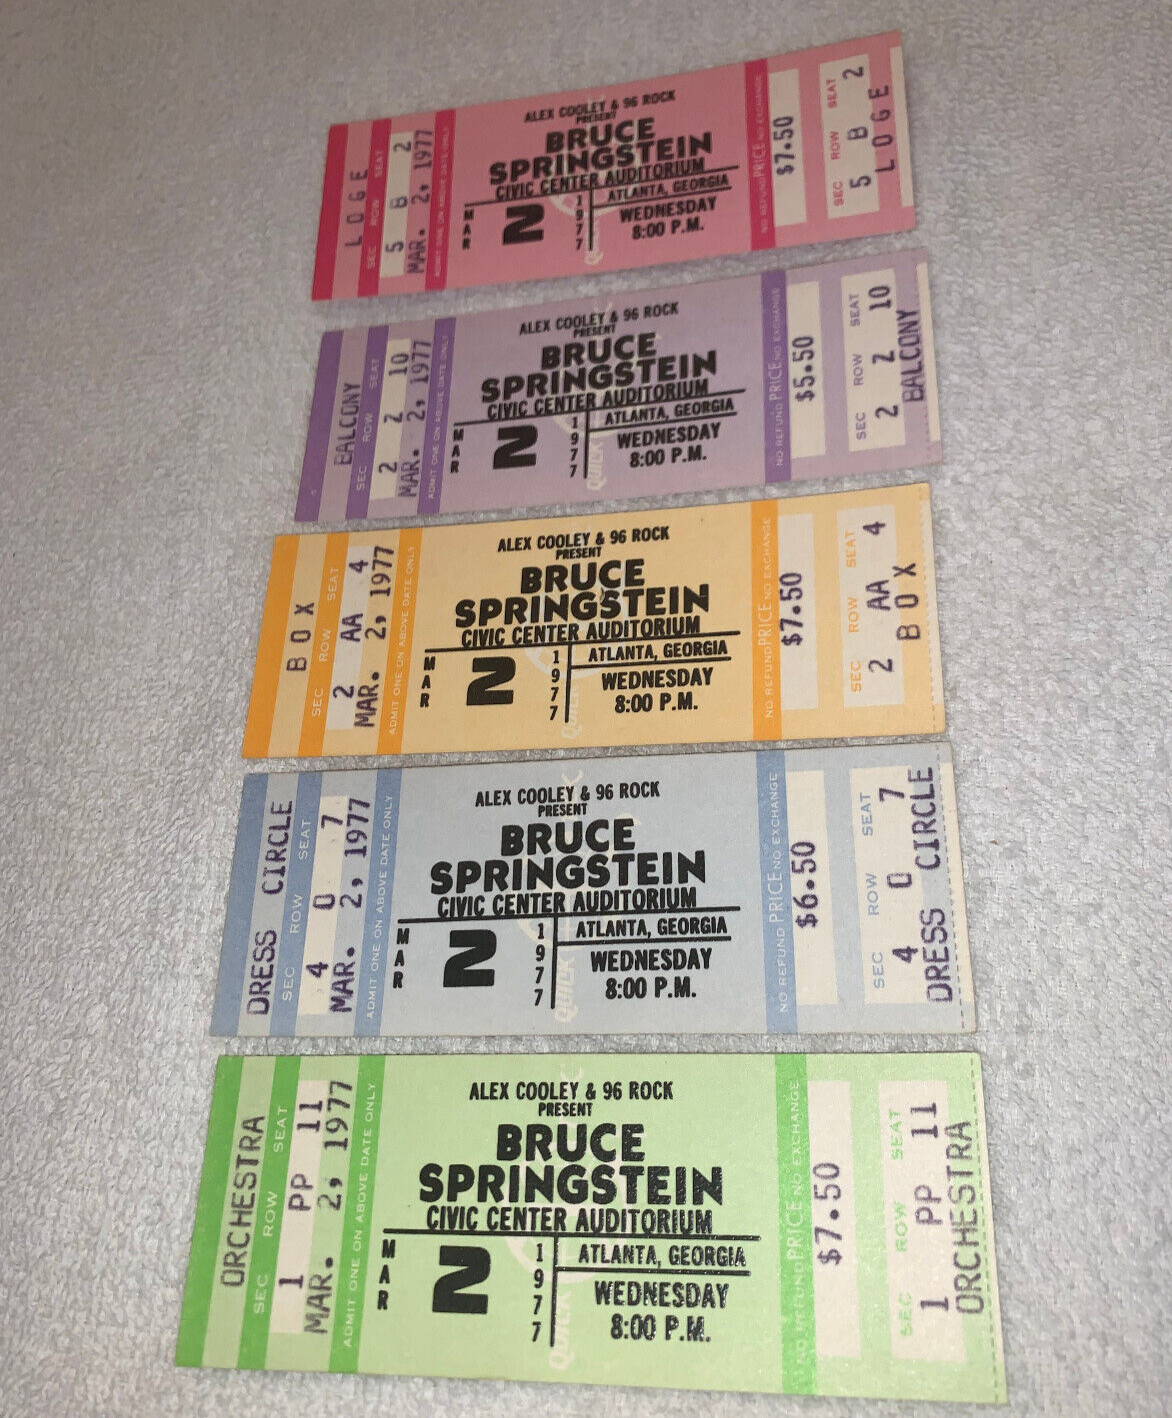 LOGE
SEC ROW SEAT
5 B 2
MAR. 2, 1977
ADMIT ONE ON ABOVE DATE ONLY
ALEX COOLEY & 96 ROCK
PRESENT
BRUCE
SPRINGSTEIN
CIVIC CENTER AUDITORIUM
MAR
2
1977
ATLANTA, GEORGIA
WEDNESDAY
8:00 P.M.
NO REFUND PRICE NO EXCHANGE
$7.50
SEC ROW SEAT
5 B 2
LOGE
BALCONY
SEC ROW SEAT
2 2 10
MAR. 2, 1977
ADMIT ONE ON ABOVE DATE ONLY
ALEX COOLEY & 96 ROCK
PRESENT
BRUCE
SPRINGSTEIN
CIVIC CENTER AUDITORIUM
MAR
2
1977
ATLANTA, GEORGIA
WEDNESDAY
8:00 P.M.
NO REFUND PRICE NO EXCHANGE
$5.50
SEC ROW SEAT
2 2 10
BALCONY
BOX
SEC ROW SEAT
2 AA 4
MAR. 2, 1977
ADMIT ONE ON ABOVE DATE ONLY
ALEX COOLEY & 96 ROCK
PRESENT
BRUCE
SPRINGSTEIN
CIVIC CENTER AUDITORIUM
MAR
2
1977
ATLANTA, GEORGIA
WEDNESDAY
8:00 P.M.
NO REFUND PRICE NO EXCHANGE
$7.50
SEC ROW SEAT
2 AA 4
BOX
DRESS CIRCLE
SEC ROW SEAT
4 O 7
MAR. 2, 1977
ADMIT ONE ON ABOVE DATE ONLY
ALEX COOLEY & 96 ROCK
PRESENT
BRUCE
SPRINGSTEIN
CIVIC CENTER AUDITORIUM
MAR
2
1977
ATLANTA, GEORGIA
WEDNESDAY
8:00 P.M.
NO REFUND PRICE NO EXCHANGE
$6.50
SEC ROW SEAT
4 O 7
DRESS CIRCLE
ORCHESTRA
SEC ROW SEAT
1 PP 11
MAR. 2, 1977
ADMIT ONE ON ABOVE DATE ONLY
ALEX COOLEY & 96 ROCK
PRESENT
BRUCE
SPRINGSTEIN
CIVIC CENTER AUDITORIUM
MAR
2
1977
ATLANTA, GEORGIA
WEDNESDAY
8:00 P.M.
NO REFUND PRICE NO EXCHANGE
$7.50
SEC ROW SEAT
1 PP 11
ORCHESTRA